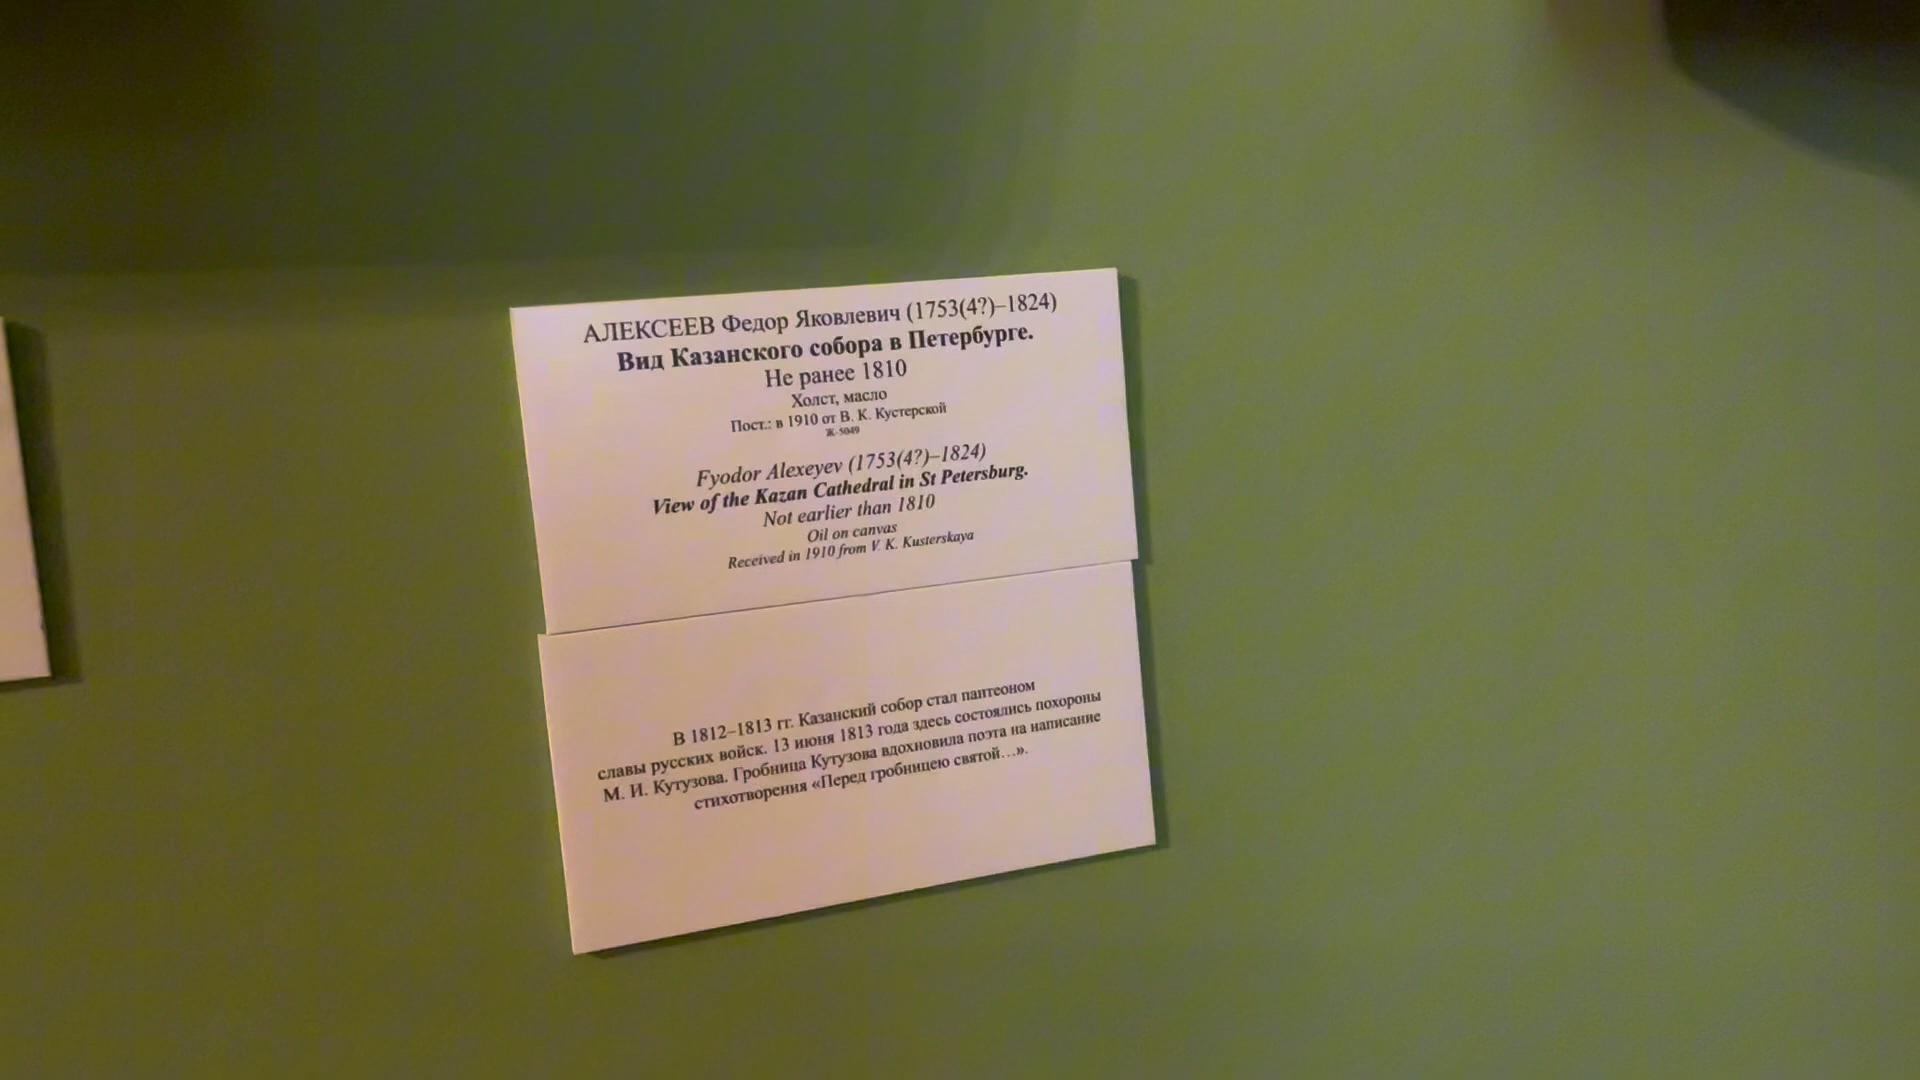 АЛЕКСЕЕВ Федор Яковлевич (1753(4?)–1824)
Вид Казанского собора в Петербурге.
Не ранее 1810
Холст, масло
Пост.: в 1910 от В. К. Кустерской
Ж-5049
Fyodor Alexeyev (1753(4?)–1824)
View of the Kazan Cathedral in St Petersburg.
Not earlier than 1810
Oil on canvas
Received in 1910 from V. K. Kusterskaya
В 1812–1813 гг. Казанский собор стал пантеоном
славы русских войск. 13 июня 1813 года здесь состоялись похороны
М. И. Кутузова. Гробница Кутузова вдохновила поэта на написание
стихотворения «Перед гробницею святой…».